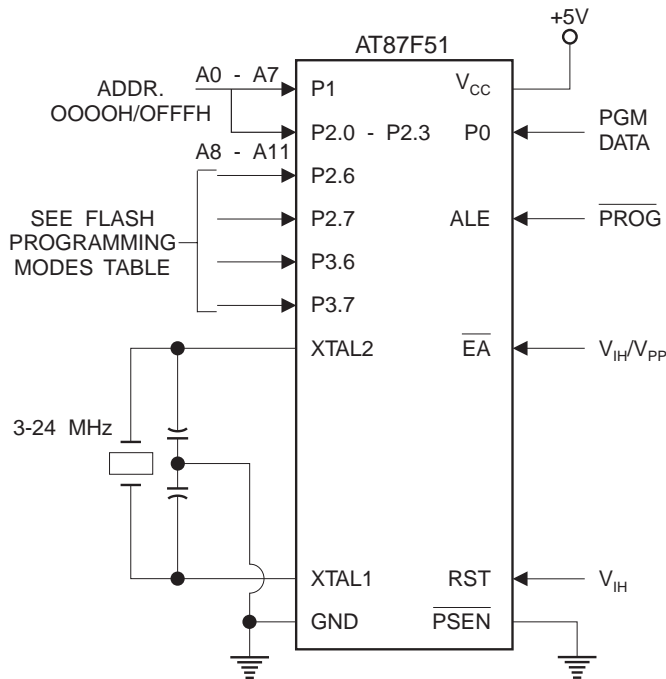 +5V
AT87F51
A0 - A7
ADDR.
OOOOH/OFFFH
P1
VCC
P2.0 - P2.3
P0
PGM
DATA
A8 - A11
P2.6
SEE FLASH
PROGRAMMING
MODES TABLE
P2.7
ALE
PROG
P3.6
P3.7
XTAL2
EA
VIH/VPP
3-24 MHz
XTAL1
RST
VIH
GND
PSEN